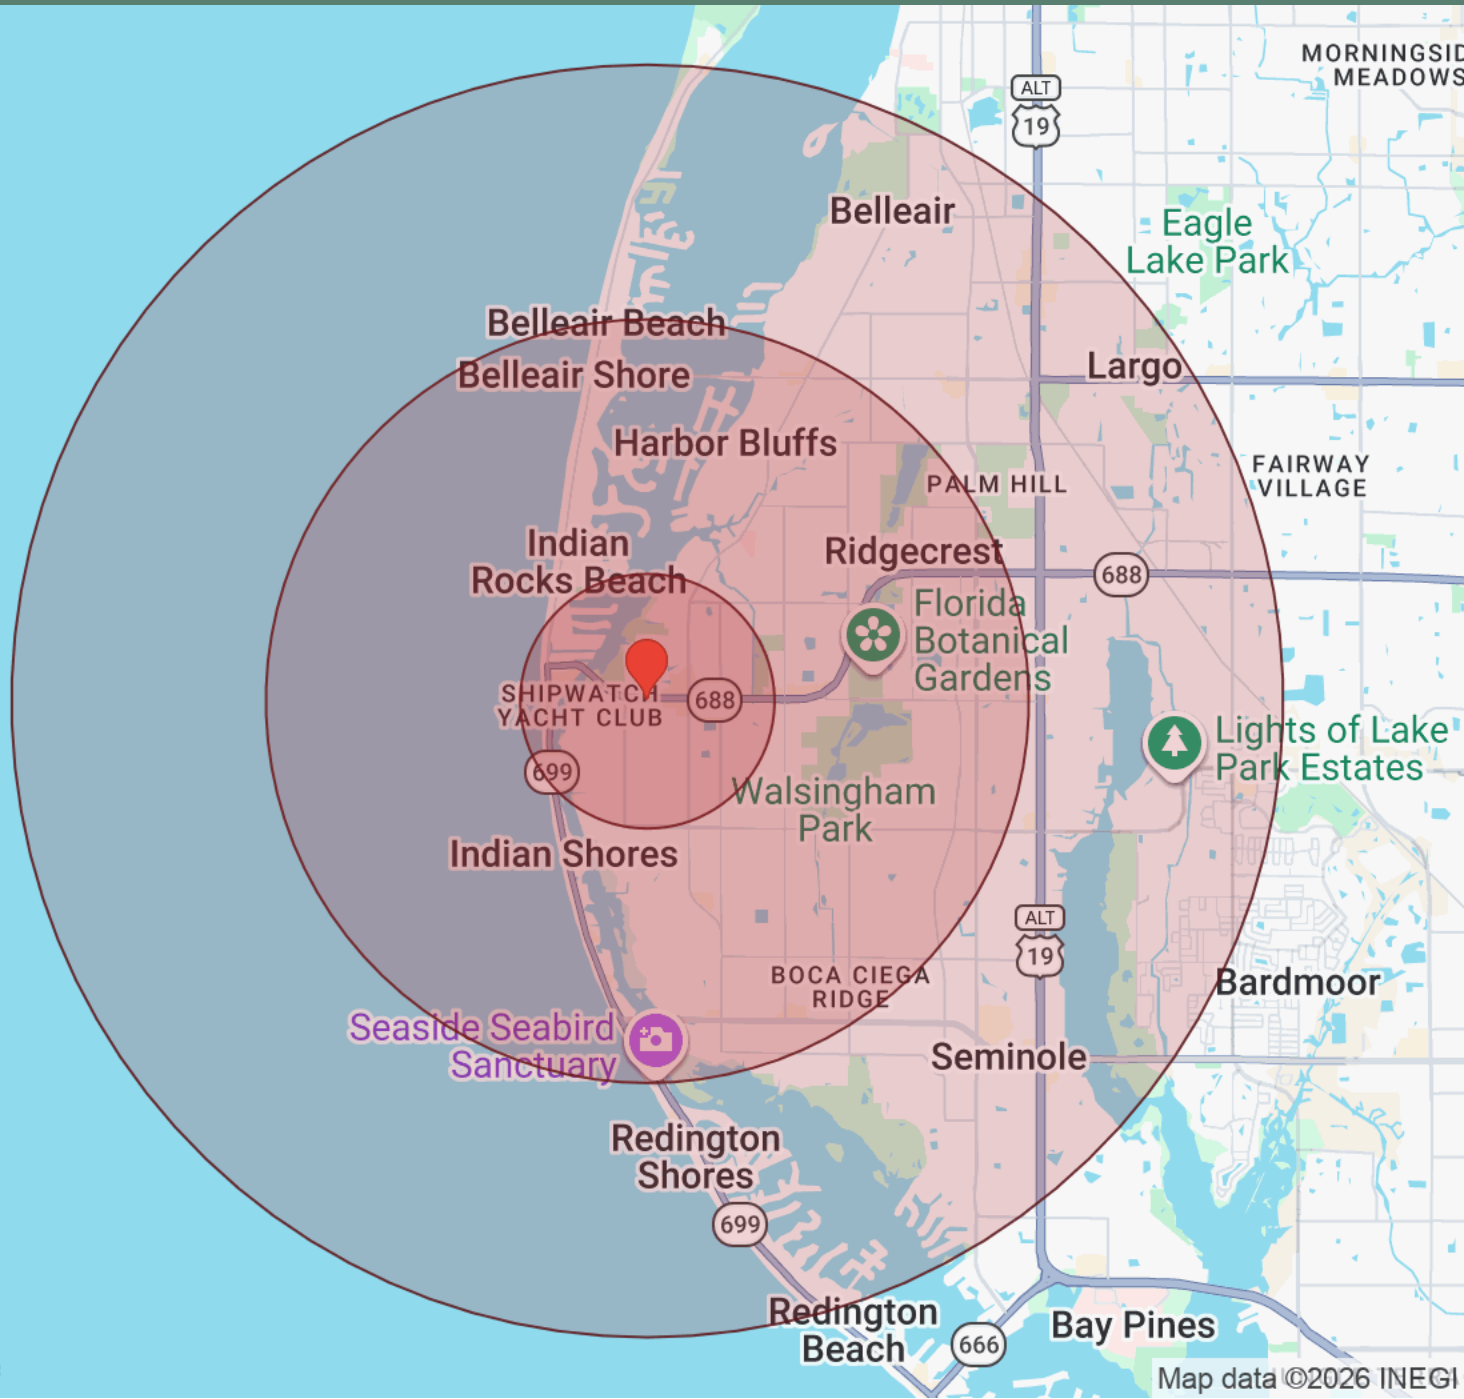 MORNINGSID
MEADOWS
ALT
19
Belleair
Eagle
Lake Park
Belleair Beach
Belleair Shore
Largo
Harbor Bluffs
FAIRWAY
VILLAGE
PALM HILL
Indian
Rocks Beach
Ridgecrest
688
Florida
Botanical
Gardens
SHIPWATCH
YACHT CLUB
688
Lights of Lake
Park Estates
699
Walsingham
Park
Indian Shores
ALT
19
BOCA CIEGA
RIDGE
Bardmoor
Seaside Seabird
Sanctuary
Seminole
Redington
Shores
699
Redington
Beach
666
Bay Pines
Map data ©2026 INEGI